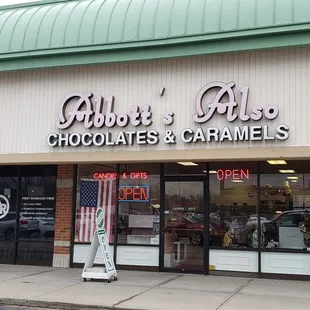 Abbott's Also
CHOCOLATES & CARAMELS
CANDIES & GIFTS
OPEN
OPEN